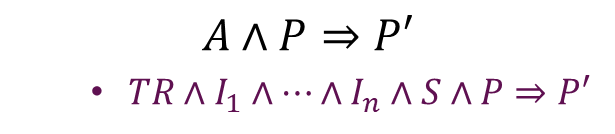 A ∧ P ⇒ P′
• TR ∧ I₁ ∧ ⋯ ∧ Iₙ ∧ S ∧ P ⇒ P′